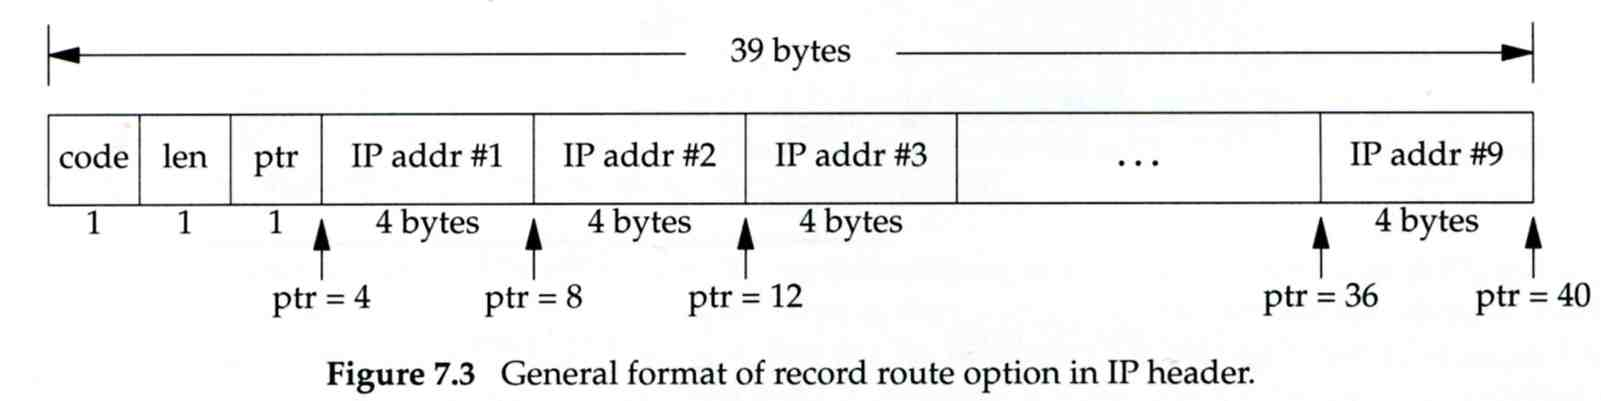 39 bytes
code len ptr IP addr #1 IP addr #2 IP addr #3 ... IP addr #9
1 1 1 4 bytes 4 bytes 4 bytes 4 bytes
ptr = 4 ptr = 8 ptr = 12 ptr = 36 ptr = 40
Figure 7.3 General format of record route option in IP header.